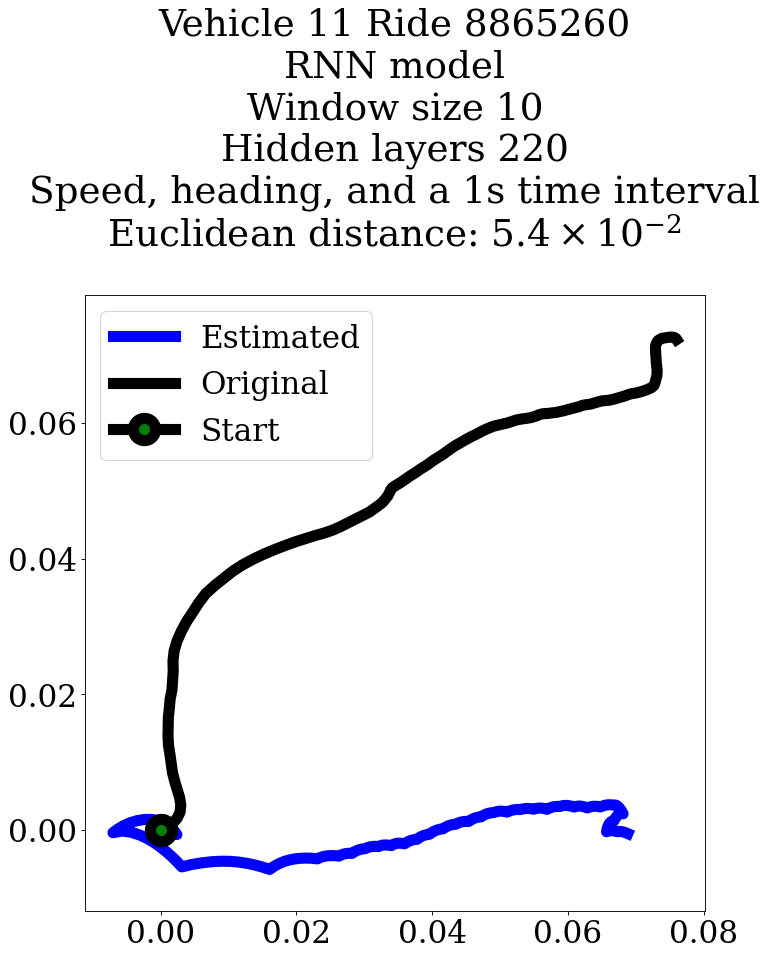 Vehicle 11 Ride 8865260
RNN model
Window size 10
Hidden layers 220
Speed, heading, and a 1s time interval
Euclidean distance: 5.4 × 10⁻²
Estimated
Original
Start
0.06
0.04
0.02
0.00
0.00 0.02 0.04 0.06 0.08